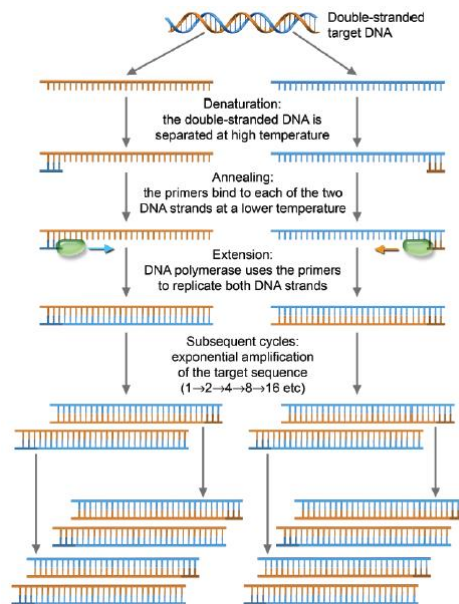 Double-stranded
target DNA
Denaturation:
the double-stranded DNA is
separated at high temperature
Annealing:
the primers bind to each of the two
DNA strands at a lower temperature
Extension:
DNA polymerase uses the primers
to replicate both DNA strands
Subsequent cycles:
exponential amplification
of the target sequence
(1→2→4→8→16 etc)